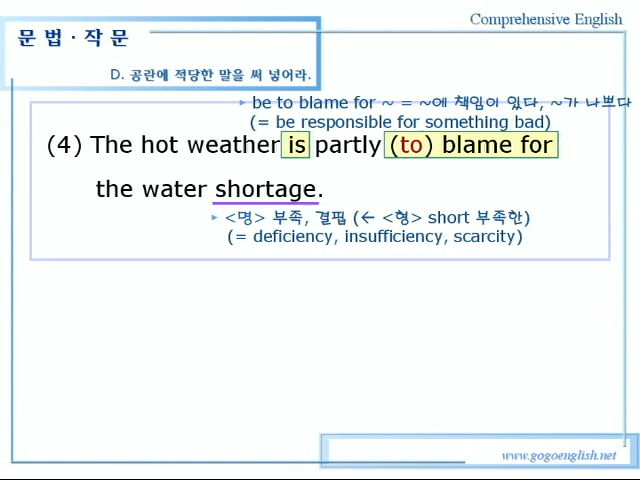 Comprehensive English
문 법 · 작 문
D. 공란에 적당한 말을 써 넣어라.
▸ be to blame for ~ = ~에 책임이 있다, ~가 나쁘다
(= be responsible for something bad)
(4) The hot weather is partly (to) blame for
the water shortage.
▸ <명> 부족, 결핍 (← <형> short 부족한)
(= deficiency, insufficiency, scarcity)
www.gogoenglish.net